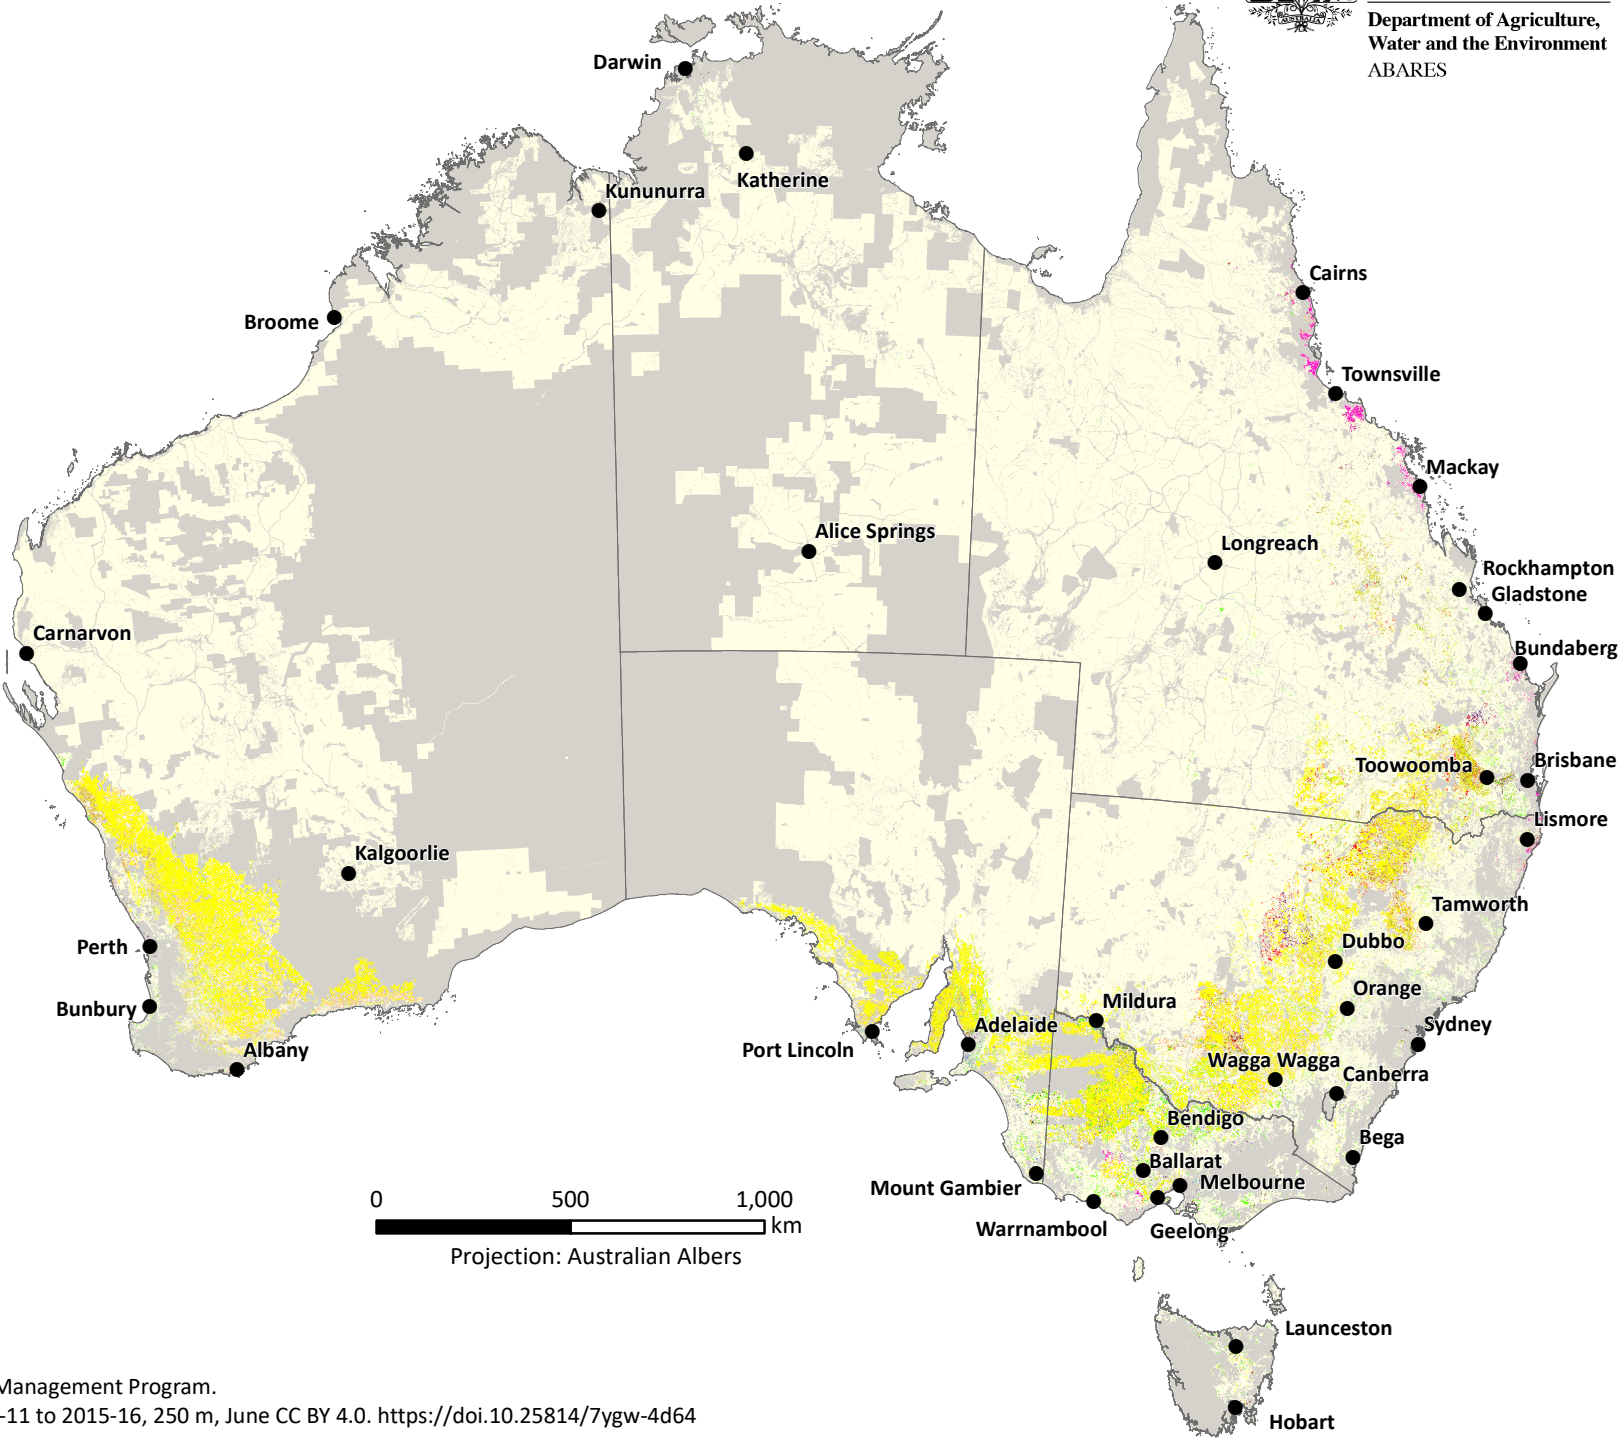 AUSTRALIA
Department of Agriculture,
Water and the Environment
ABARES
Darwin
Katherine
Kununurra
Cairns
Broome
Townsville
Mackay
Alice Springs
Longreach
Rockhampton
Gladstone
Carnarvon
Bundaberg
Toowoomba
Brisbane
Lismore
Kalgoorlie
Tamworth
Perth
Dubbo
Orange
Mildura
Bunbury
Sydney
Adelaide
Port Lincoln
Albany
Wagga Wagga
Canberra
Bendigo
Bega
Ballarat
Mount Gambier
Melbourne
0 500 1,000
km
Warrnambool
Geelong
Projection: Australian Albers
Launceston
Management Program.
-11 to 2015-16, 250 m, June CC BY 4.0. https://doi.org/10.25814/7ygw-4d64
Hobart